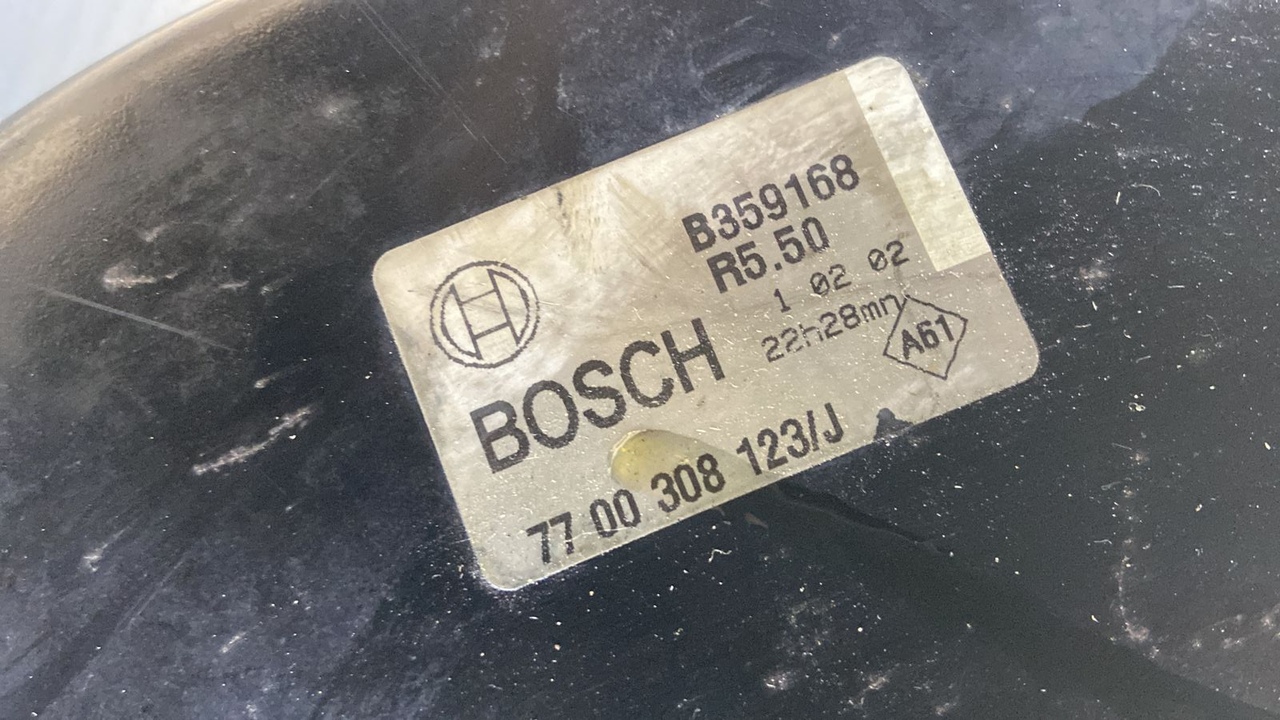 B359168
R5.50
1 02 02
22h28mn
A61
BOSCH
77 00 308 123/J